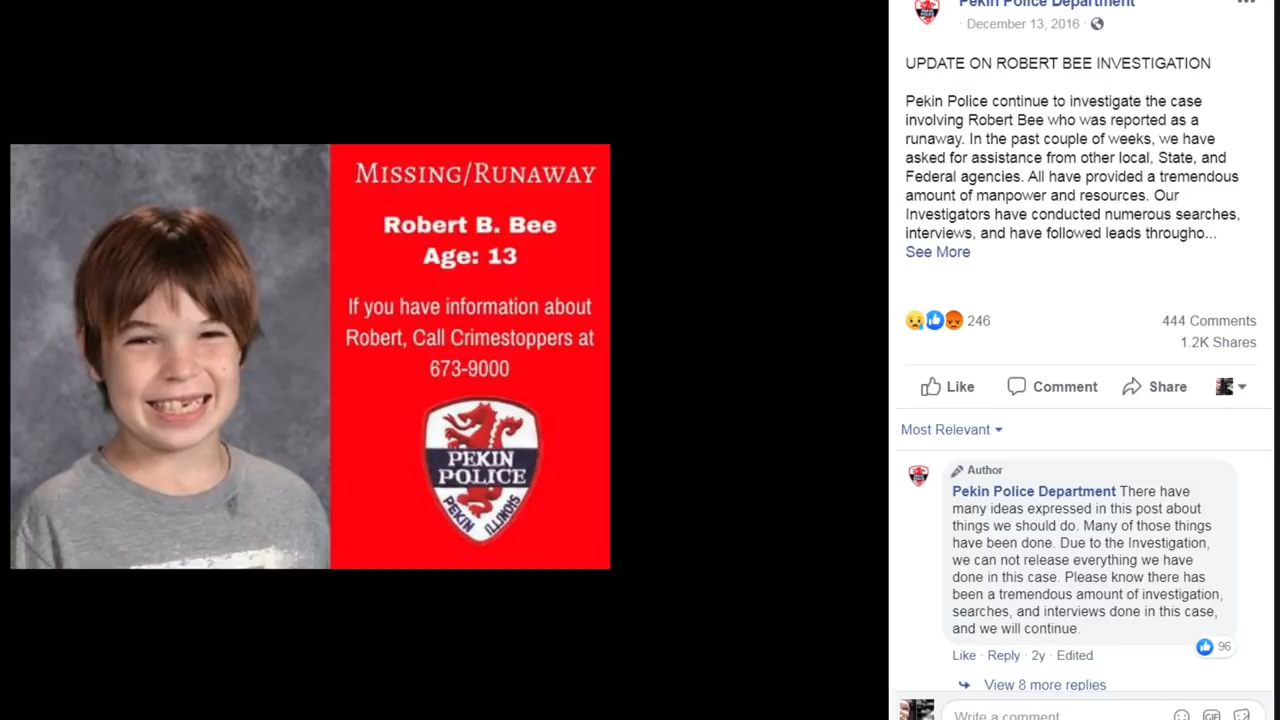 MISSING/RUNAWAY
Robert B. Bee
Age: 13
If you have information about
Robert, Call Crimestoppers at
673-9000
PEKIN
POLICE
PEKIN ILLINOIS
Pekin Police Department
· December 13, 2016 ·
UPDATE ON ROBERT BEE INVESTIGATION
Pekin Police continue to investigate the case
involving Robert Bee who was reported as a
runaway. In the past couple of weeks, we have
asked for assistance from other local, State, and
Federal agencies. All have provided a tremendous
amount of manpower and resources. Our
Investigators have conducted numerous searches,
interviews, and have followed leads througho...
See More
246
444 Comments
1.2K Shares
Like Comment Share
Most Relevant
Author
Pekin Police Department There have
many ideas expressed in this post about
things we should do. Many of those things
have been done. Due to the Investigation,
we can not release everything we have
done in this case. Please know there has
been a tremendous amount of investigation,
searches, and interviews done in this case,
and we will continue.
96
Like · Reply · 2y · Edited
View 8 more replies
Write a comment
GIF